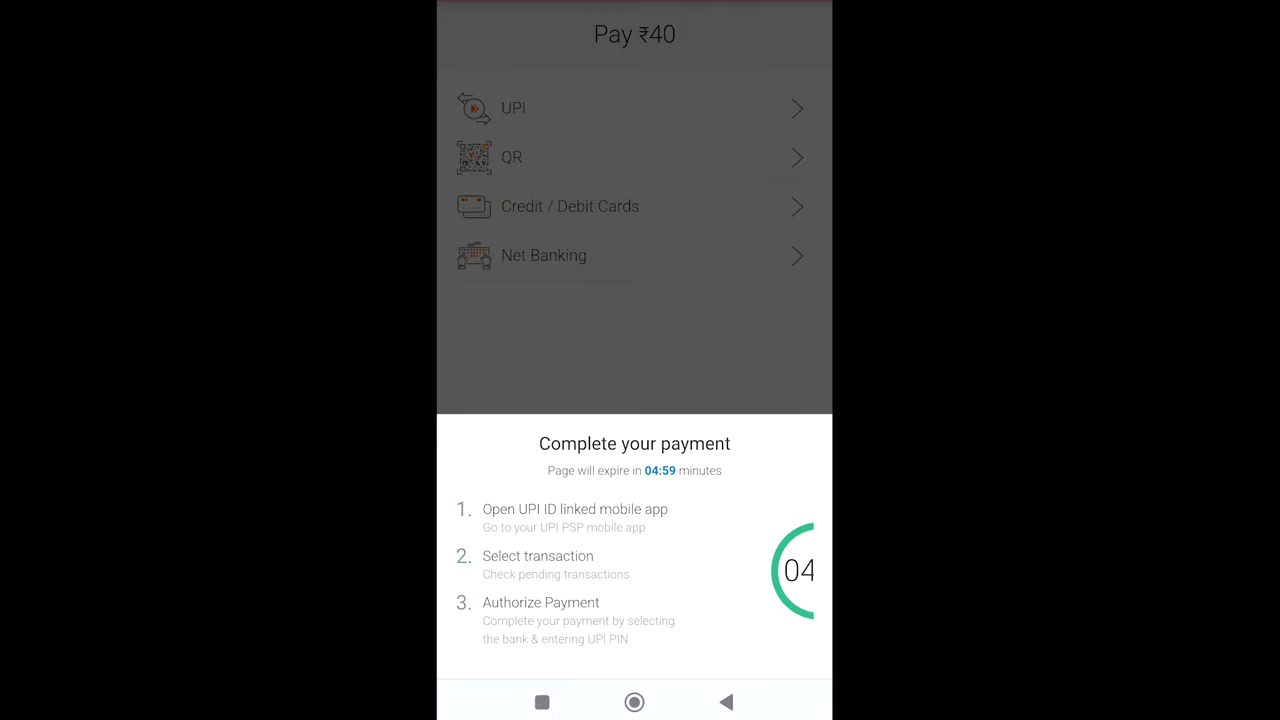 Pay ₹40
UPI
QR
Credit / Debit Cards
Net Banking
Complete your payment
Page will expire in 04:59 minutes
1. Open UPI ID linked mobile app
Go to your UPI PSP mobile app
2. Select transaction
Check pending transactions
3. Authorize Payment
Complete your payment by selecting
the bank & entering UPI PIN
04